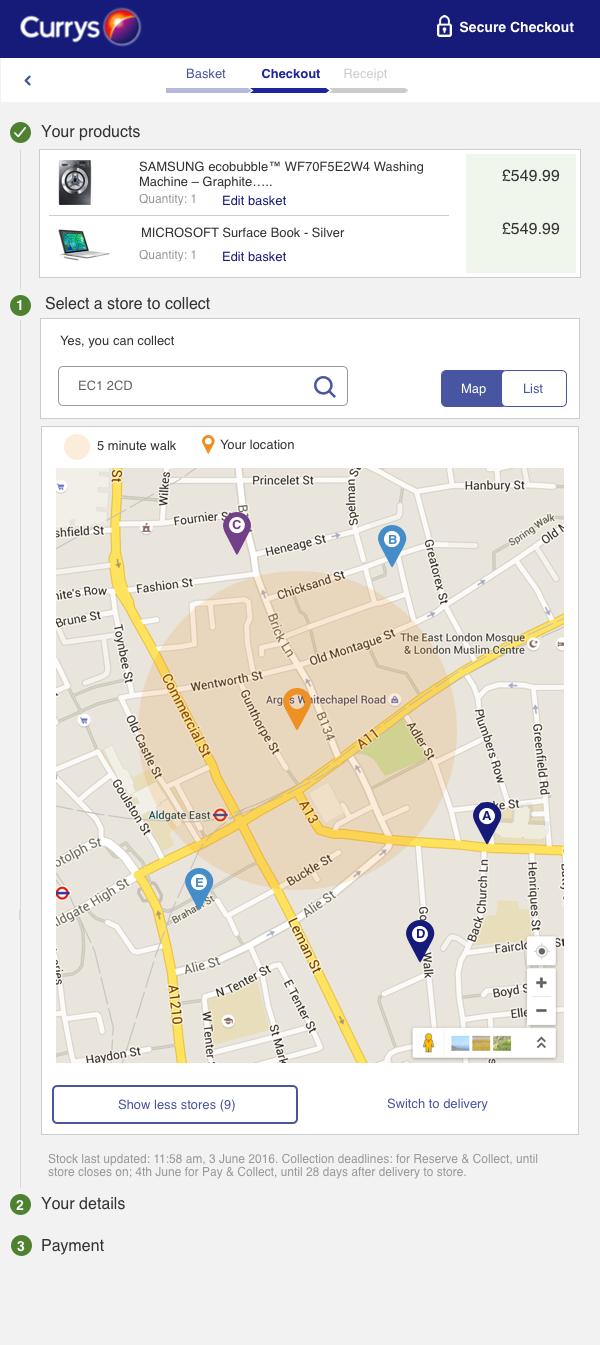 Currys
Secure Checkout
Basket
Checkout
Receipt
Your products
SAMSUNG ecobubble™ WF70F5E2W4 Washing
Machine – Graphite…..
£549.99
Quantity: 1
Edit basket
MICROSOFT Surface Book - Silver
£549.99
Quantity: 1
Edit basket
1
Select a store to collect
Yes, you can collect
EC1 2CD
Map
List
5 minute walk
Your location
St
Wilkes
Princelet St
Spelman S
Hanbury St
Fournier S
C
B
shfield St
Heneage St
B
Greatorex St
Spring Walk
Old
Fashion St
Chicksand St
ite's Row
Brune St
Toynbee St
Brick Ln
Old Montague St
The East London Mosque
& London Muslim Centre
Wentworth St
Commercial St
Gunthorpe St
Argos Whitechapel Road
B134
A11
Adler St
Plumbers Row
Greenfield Rd
Old Castle St
Goulston St
Aldgate East
A13
A
ke St
otolph St
Buckle St
E
Braham St
ldgate High St
Alie St
Back Church Ln
Henriques St
D
Go
Walk
Leman St
Alie St
Fairclo
St
N Tenter St
E Tenter St
A1210
W Tenter
St Mark
Boyd S
Elle
Haydon St
Show less stores (9)
Switch to delivery
Stock last updated: 11:58 am, 3 June 2016. Collection deadlines: for Reserve & Collect, until
store closes on; 4th June for Pay & Collect, until 28 days after delivery to store.
2
Your details
3
Payment